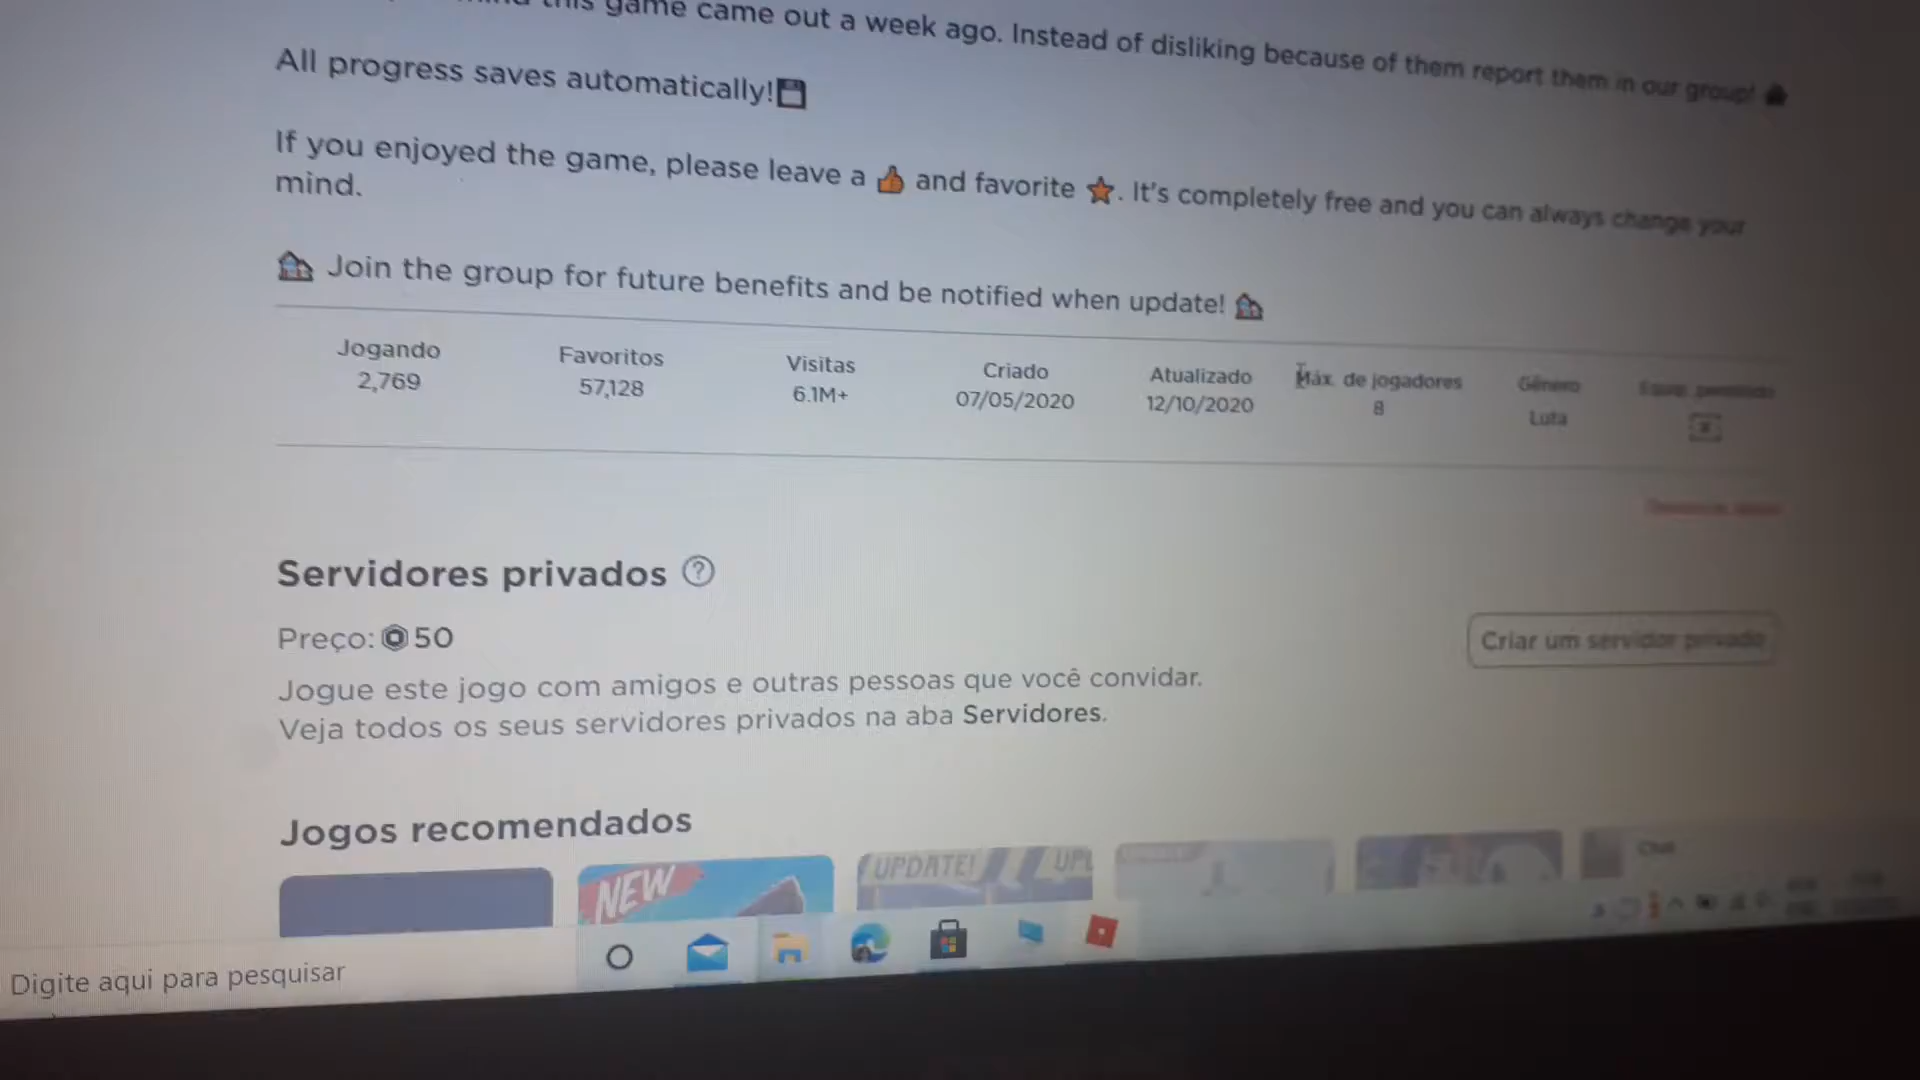 this game came out a week ago. Instead of disliking because of them report them in our group!
All progress saves automatically!💾
If you enjoyed the game, please leave a 👍 and favorite ⭐. It's completely free and you can always change your
mind.
🏠 Join the group for future benefits and be notified when update! 🏠
Jogando
2,769
Favoritos
57,128
Visitas
6.1M+
Criado
07/05/2020
Atualizado
12/10/2020
Máx. de jogadores
8
Gênero
Luta
Servidores privados ?
Preço: 50
Criar um servidor privado
Jogue este jogo com amigos e outras pessoas que você convidar.
Veja todos os seus servidores privados na aba Servidores.
Jogos recomendados
NEW
UPDATE!
Chat
Digite aqui para pesquisar